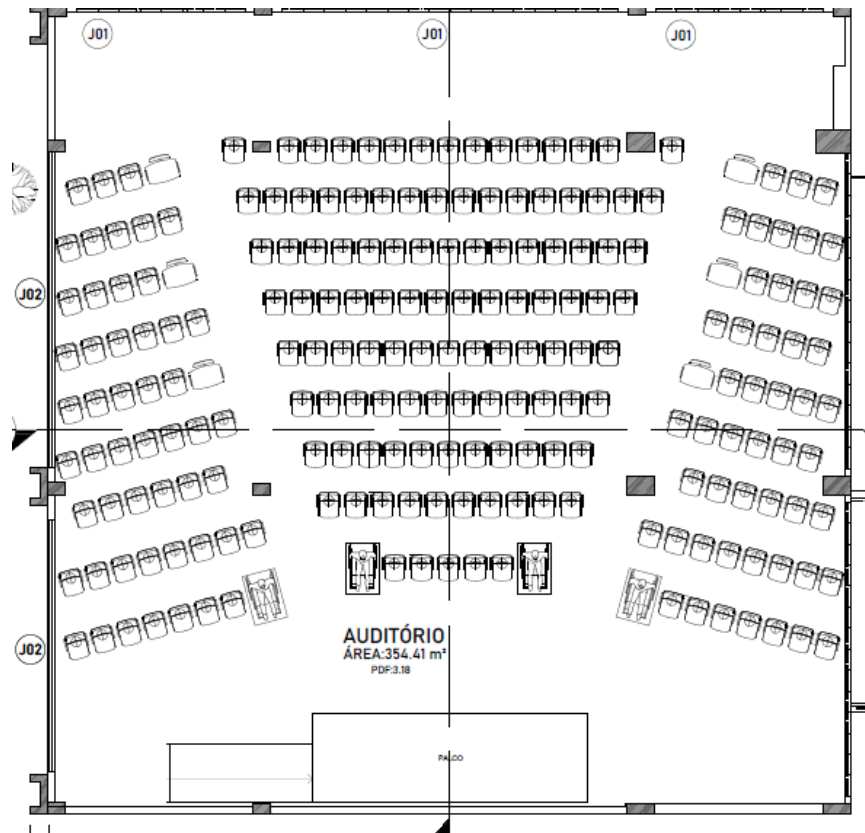 J01
J01
J01
J02
AUDITÓRIO
ÁREA:354.41 m²
PDF:3.18
J02
PALCO